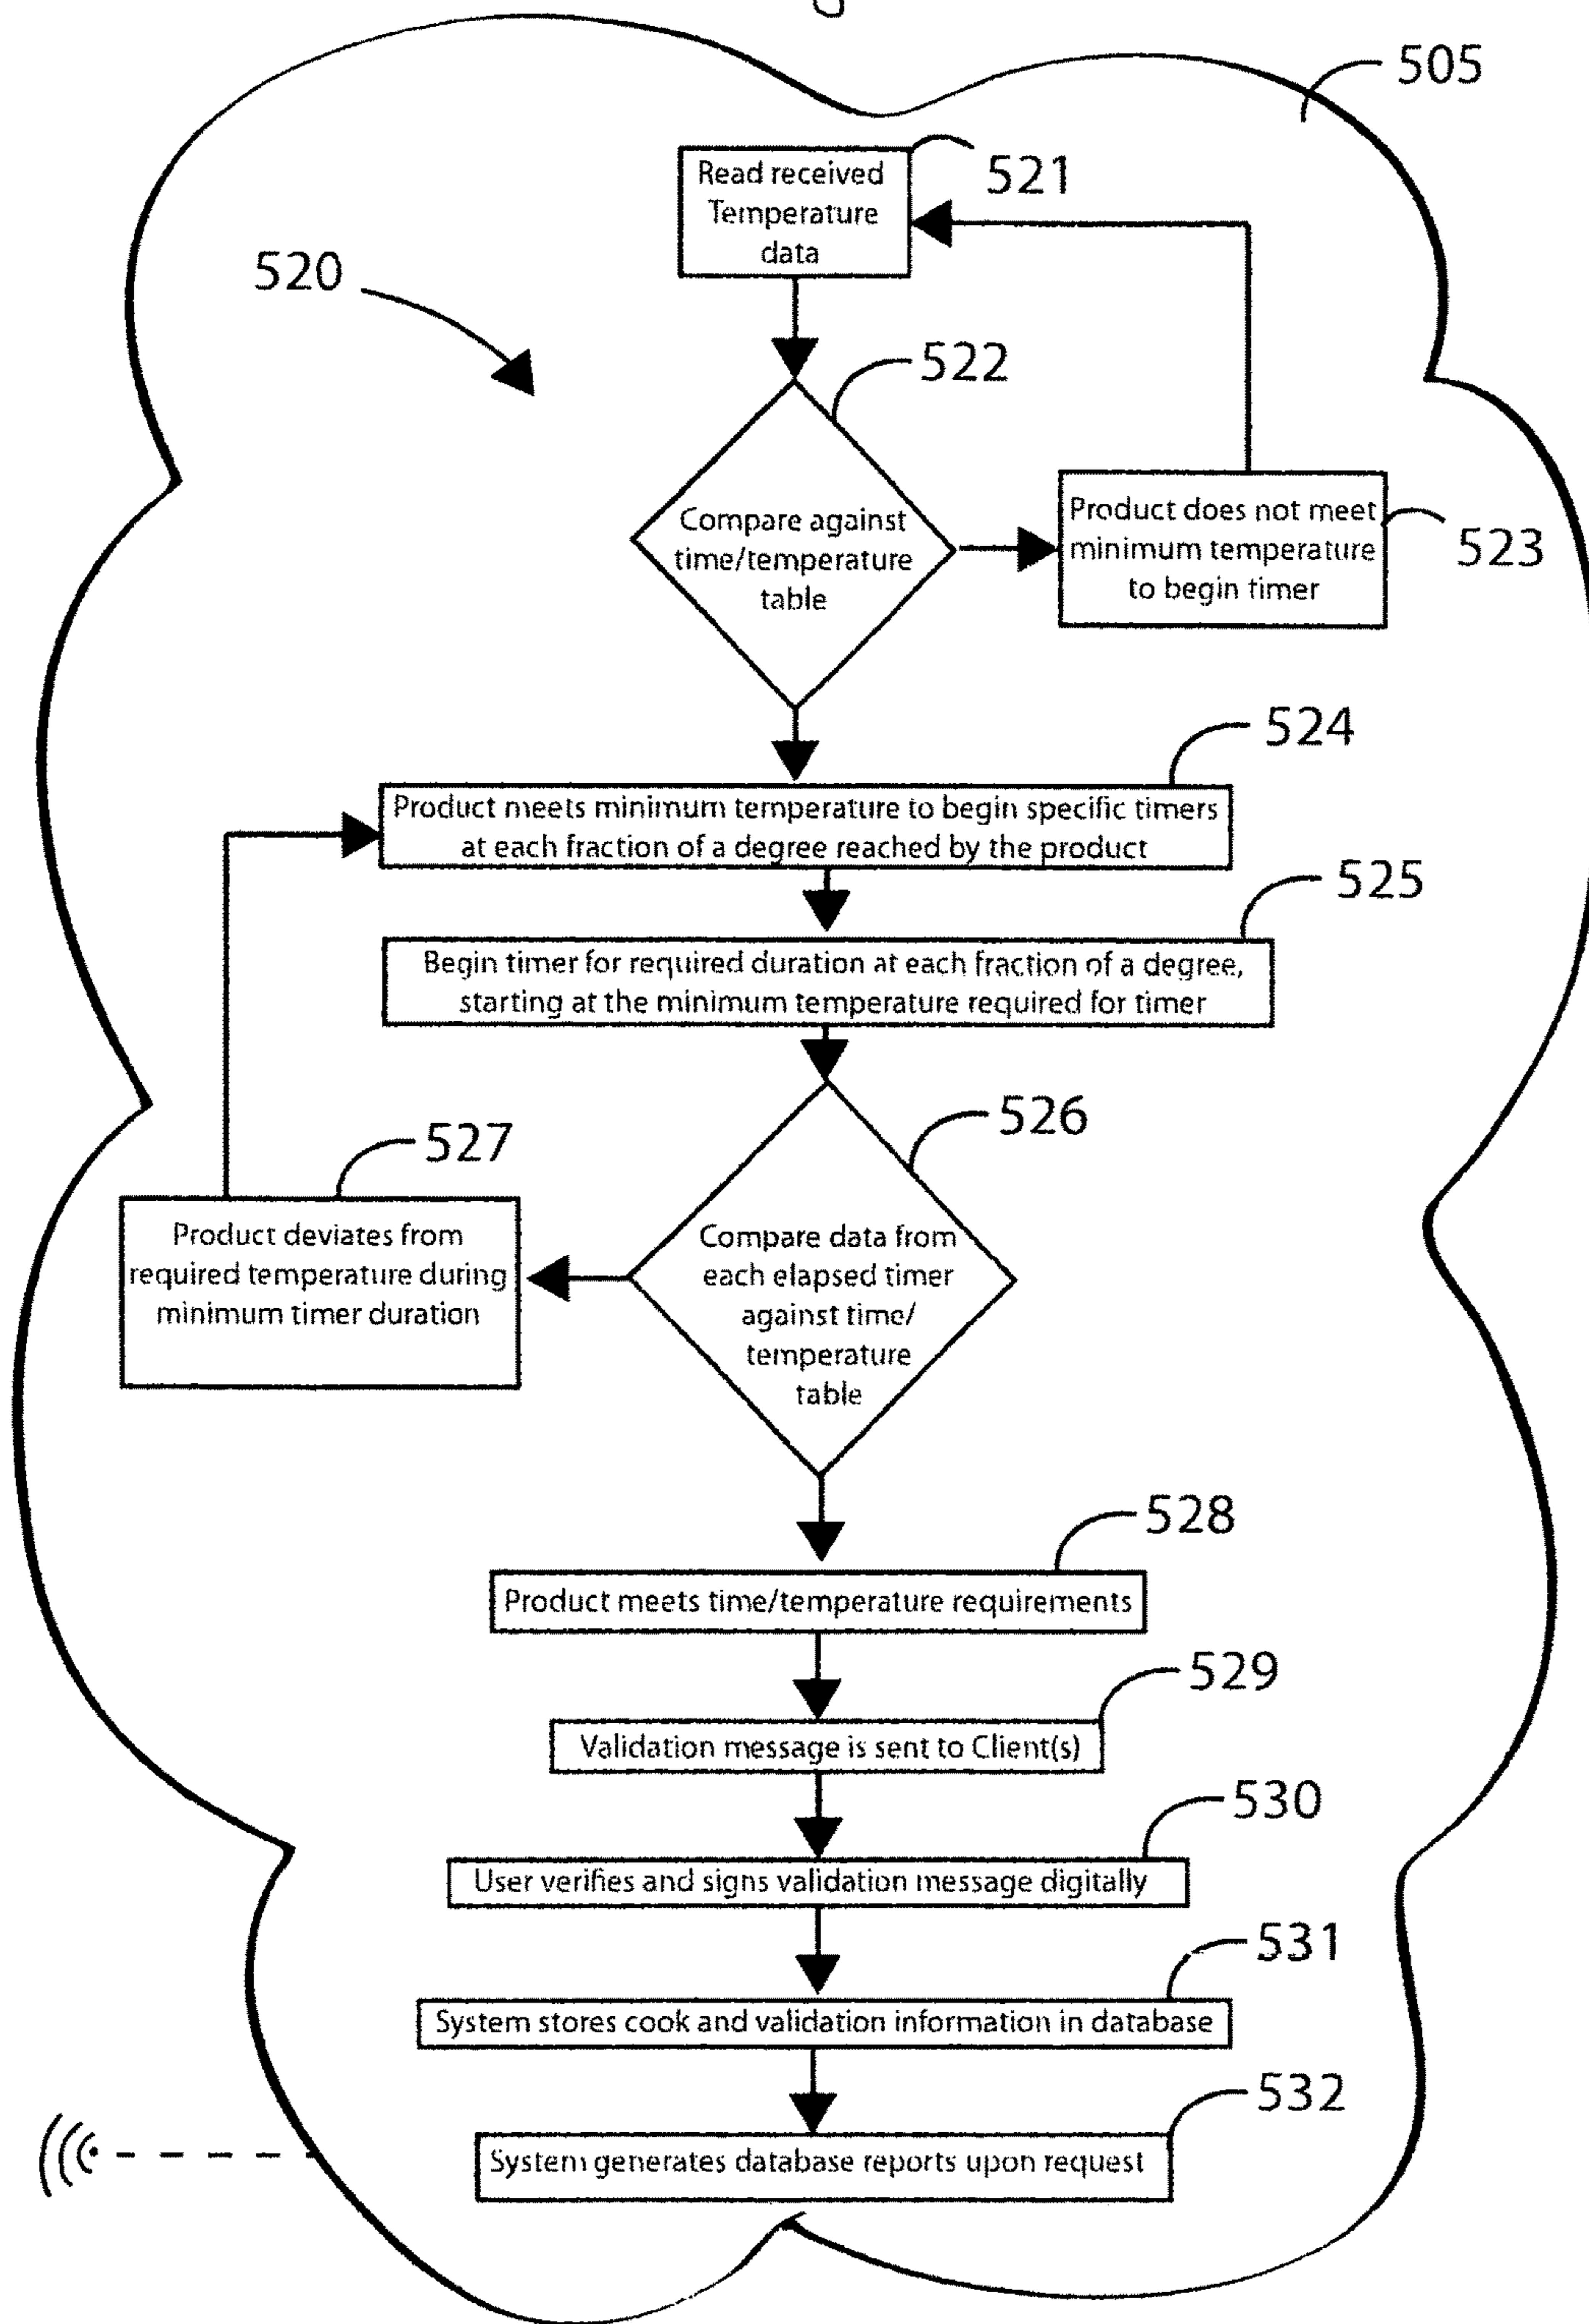 505
521
Read received
Temperature
data
520
522
Compare against
time/temperature
table
Product does not meet
minimum temperature
to begin timer
523
524
Product meets minimum temperature to begin specific timers
at each fraction of a degree reached by the product
525
Begin timer for required duration at each fraction of a degree,
starting at the minimum temperature required for timer
526
527
Product deviates from
required temperature during
minimum timer duration
Compare data from
each elapsed timer
against time/
temperature
table
528
Product meets time/temperature requirements
529
Validation message is sent to Client(s)
530
User verifies and signs validation message digitally
531
System stores cook and validation information in database
532
System generates database reports upon request